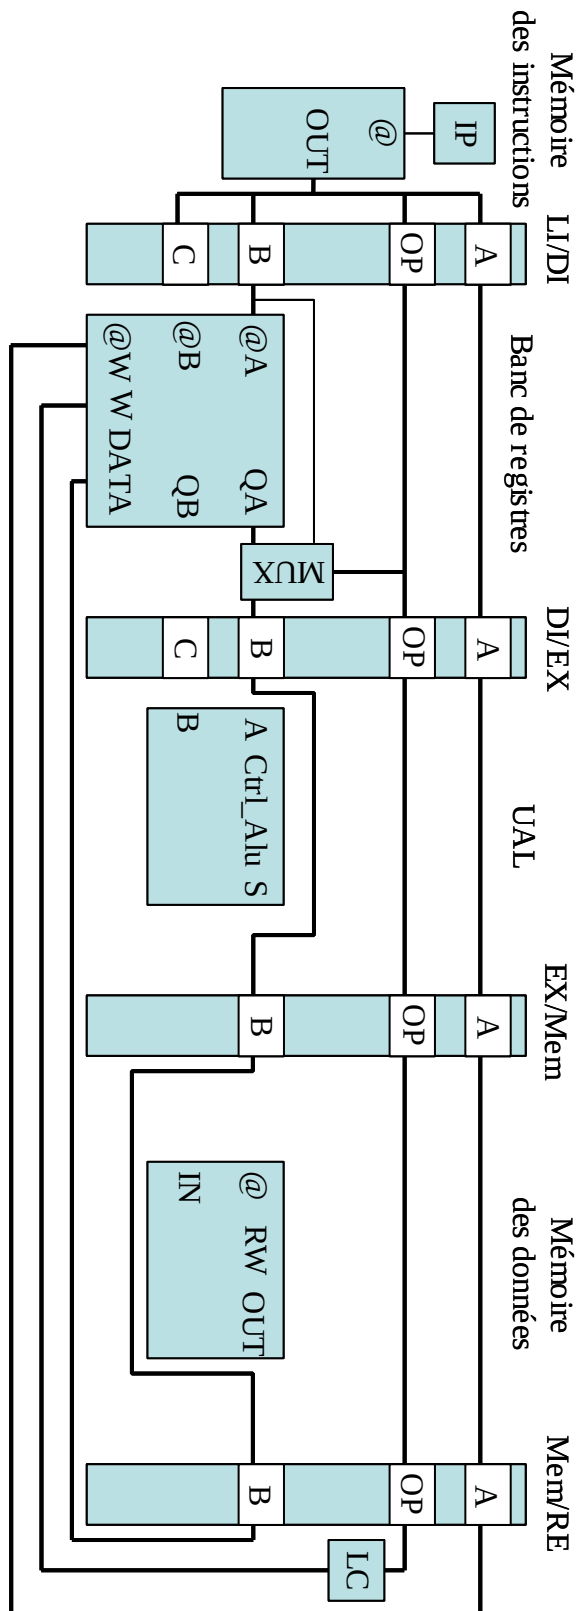 Mémoire
des instructions
LI/DI
Banc de registres
DI/EX
UAL
EX/Mem
Mémoire
des données
Mem/RE
IP
@
OUT
A
OP
B
C
@A
@B
@W W DATA
QA
QB
MUX
A
OP
B
C
A Ctrl_Alu S
B
A
OP
B
@ RW OUT
IN
A
OP
B
LC